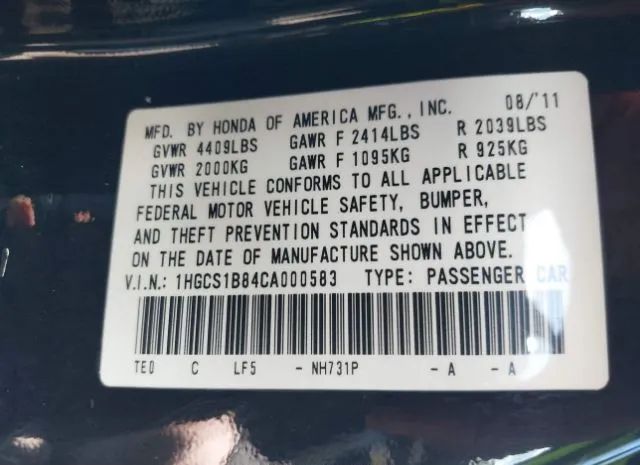 MFD. BY HONDA OF AMERICA MFG., INC. 08/'11
GVWR 4409LBS GAWR F 2414LBS R 2039LBS
GVWR 2000KG GAWR F 1095KG R 925KG
THIS VEHICLE CONFORMS TO ALL APPLICABLE
FEDERAL MOTOR VEHICLE SAFETY, BUMPER,
AND THEFT PREVENTION STANDARDS IN EFFECT
ON THE DATE OF MANUFACTURE SHOWN ABOVE.
V.I.N.: 1HGCS1B84CA000583 TYPE: PASSENGER CAR
TE0 C LF5 - NH731P - A - A